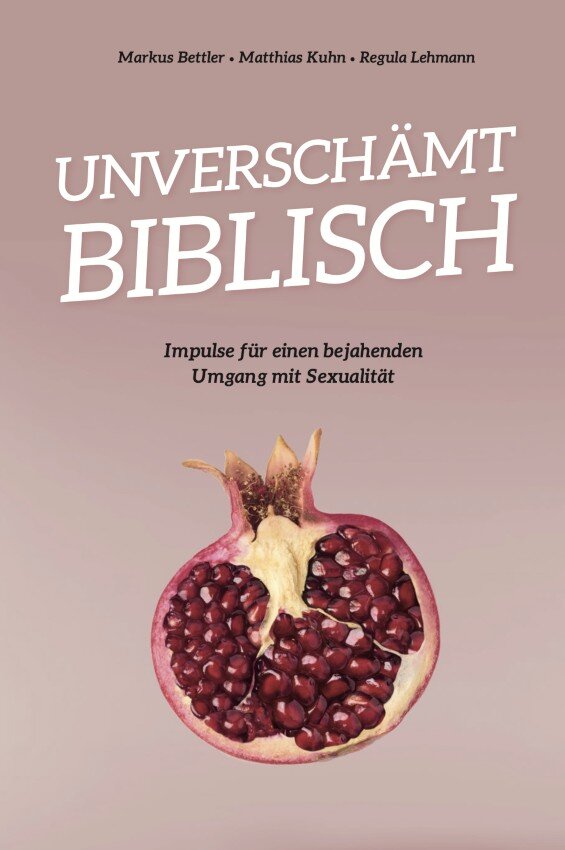 Markus Bettler • Matthias Kuhn • Regula Lehmann
UNVERSCHÄMT
BIBLISCH
Impulse für einen bejahenden
Umgang mit Sexualität